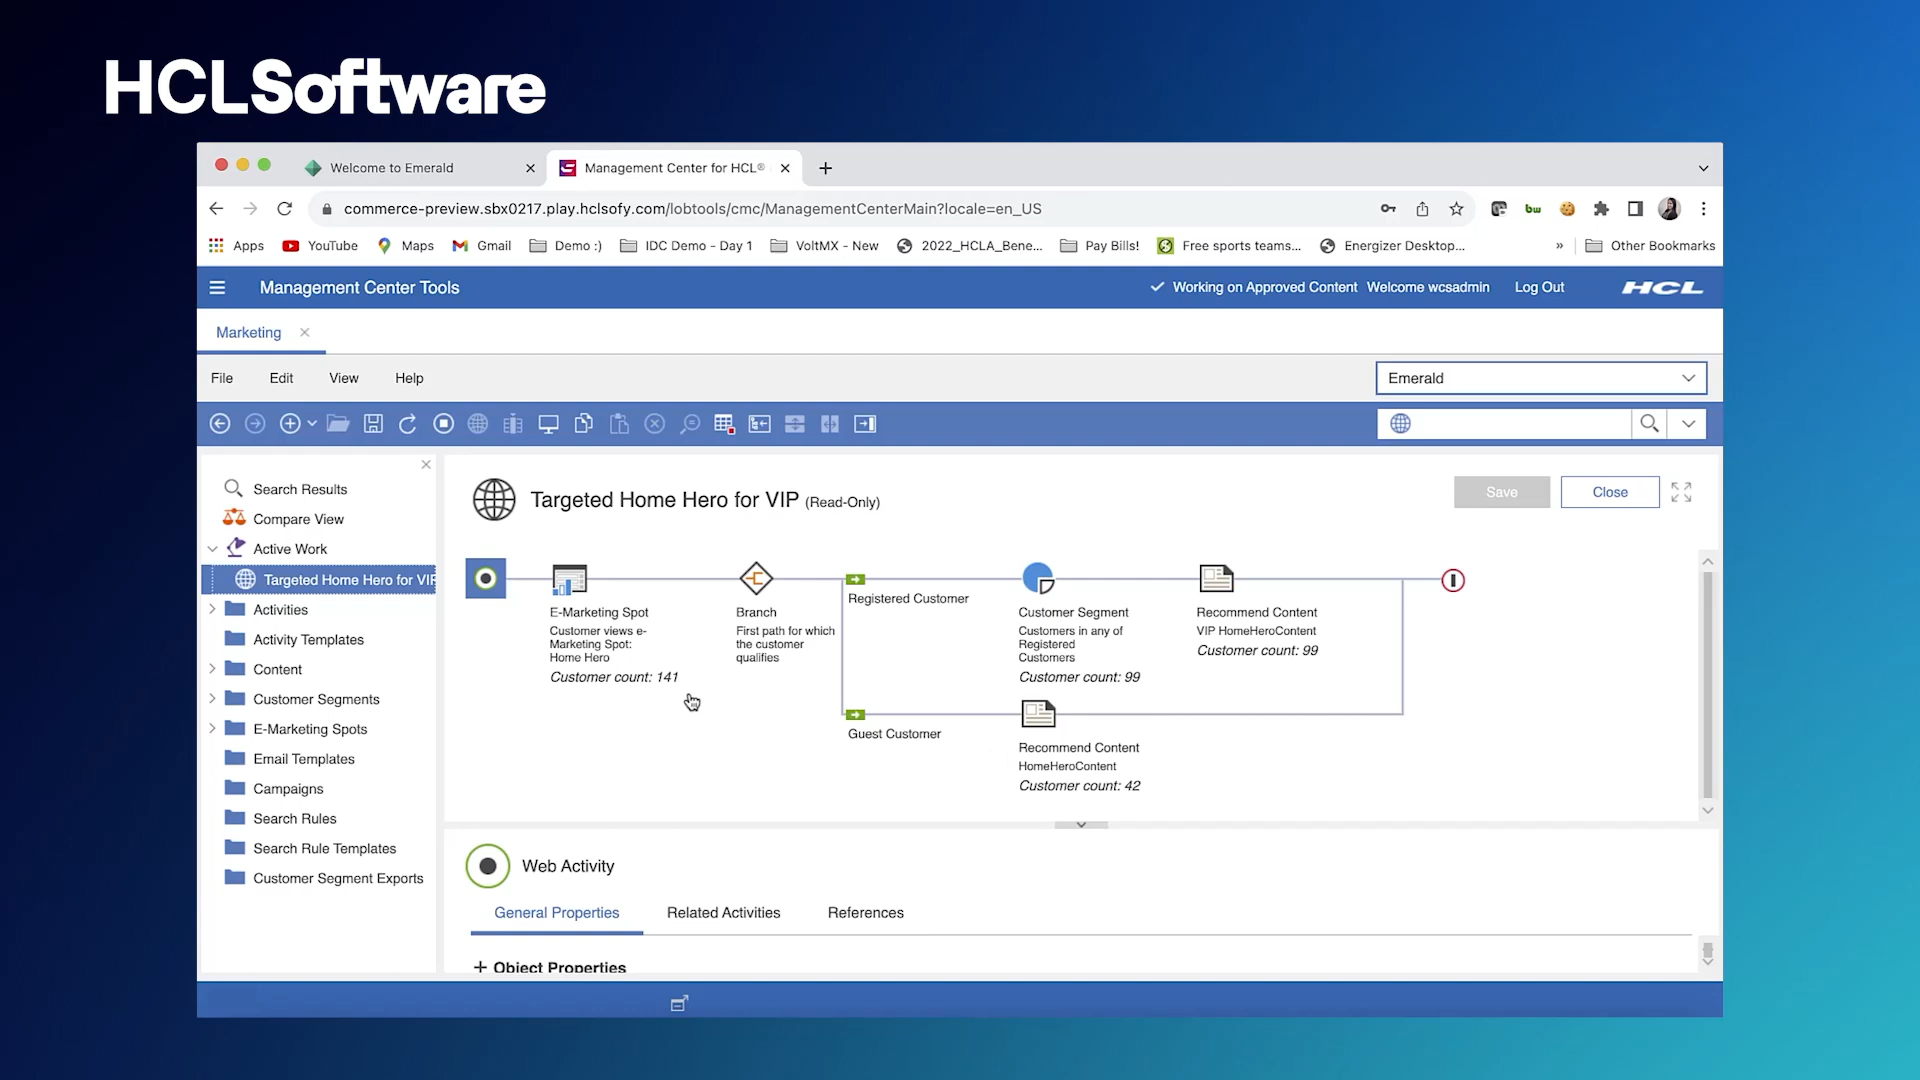 HCLSoftware
Welcome to Emerald
Management Center for HCL®
commerce-preview.sbx0217.play.hclsofy.com/lobtools/cmc/ManagementCenterMain?locale=en_US
bw
Apps
YouTube
Maps
Gmail
Demo :)
IDC Demo - Day 1
VoltMX - New
2022_HCLA_Bene...
Pay Bills!
Free sports teams...
Energizer Desktop...
»
Other Bookmarks
Management Center Tools
Working on Approved Content
Welcome wcsadmin
Log Out
HCL
Marketing
File
Edit
View
Help
Emerald
Search Results
Compare View
Active Work
Targeted Home Hero for VIP
Activities
Activity Templates
Content
Customer Segments
E-Marketing Spots
Email Templates
Campaigns
Search Rules
Search Rule Templates
Customer Segment Exports
Targeted Home Hero for VIP (Read-Only)
Save
Close
E-Marketing Spot
Customer views e-
Marketing Spot:
Home Hero
Customer count: 141
Branch
First path for which
the customer
qualifies
Registered Customer
Customer Segment
Customers in any of
Registered
Customers
Customer count: 99
Recommend Content
VIP HomeHeroContent
Customer count: 99
Guest Customer
Recommend Content
HomeHeroContent
Customer count: 42
Web Activity
General Properties
Related Activities
References
Object Properties